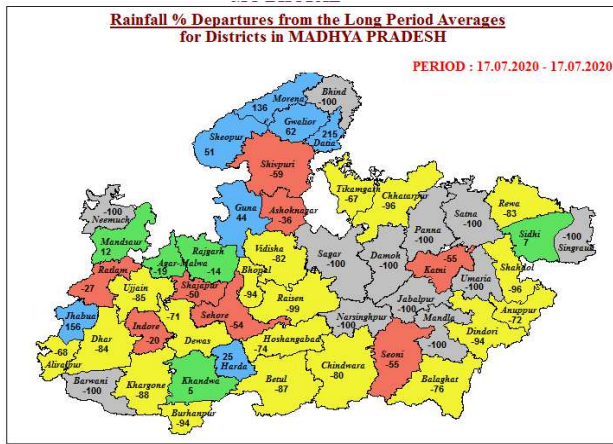 Rainfall % Departures from the Long Period Averages
for Districts in MADHYA PRADESH
PERIOD : 17.07.2020 - 17.07.2020
Bhind
-100
Morena
136
Gwalior
62
215
Datia
Sheopur
51
Shivpuri
-59
Tikamgarh
-67
Chhatarpur
-96
Rewa
-83
-100
Neemuch
Guna
44
Ashoknagar
-36
Panna
-100
Satna
-100
Sidhi
7
-100
Singrauli
Mandsaur
12
Rajgarh
-14
Agar-Malwa
-19
Vidisha
-82
Sagar
-100
Damoh
-100
-55
Katni
Umaria
-100
Shahdol
-96
Ratlam
-27
Ujjain
-85
Shajapur
-50
Bhopal
-94
Raisen
-99
Jabalpur
-100
Anuppur
-72
Jhabua
156
Indore
-20
-71
Dewas
Sehore
-54
Narsinghpur
-100
Mandla
-100
Dindori
-94
Dhar
-84
-68
Alirajpur
Hoshangabad
-74
25
Harda
Seoni
-55
Barwani
-100
Khargone
-88
Khandwa
5
Betul
-87
Chindwara
-80
Balaghat
-76
Burhanpur
-94